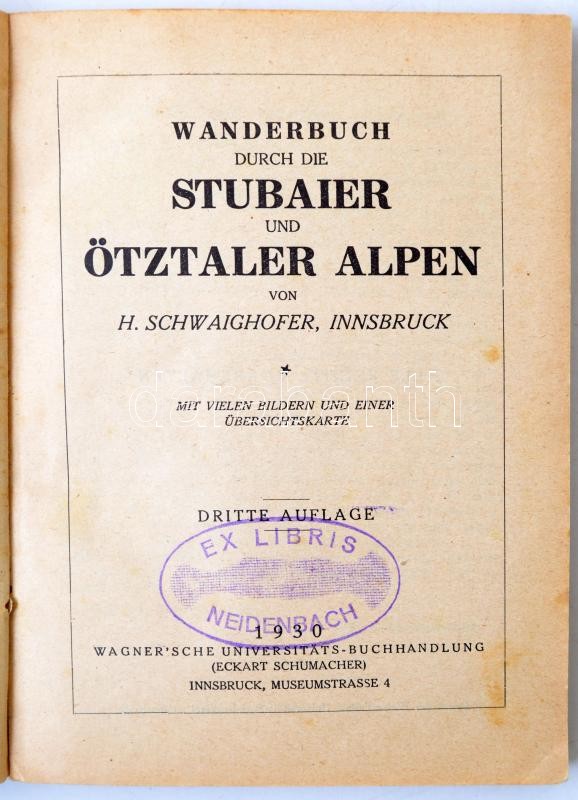 WANDERBUCH
DURCH DIE
STUBAIER
UND
ÖTZTALER ALPEN
VON
H. SCHWAIGHOFER, INNSBRUCK
MIT VIELEN BILDERN UND EINER
ÜBERSICHTSKARTE
DRITTE AUFLAGE
EX LIBRIS
NEIDENBACH
1930
WAGNER'SCHE UNIVERSITÄTS-BUCHHANDLUNG
(ECKART SCHUMACHER)
INNSBRUCK, MUSEUMSTRASSE 4